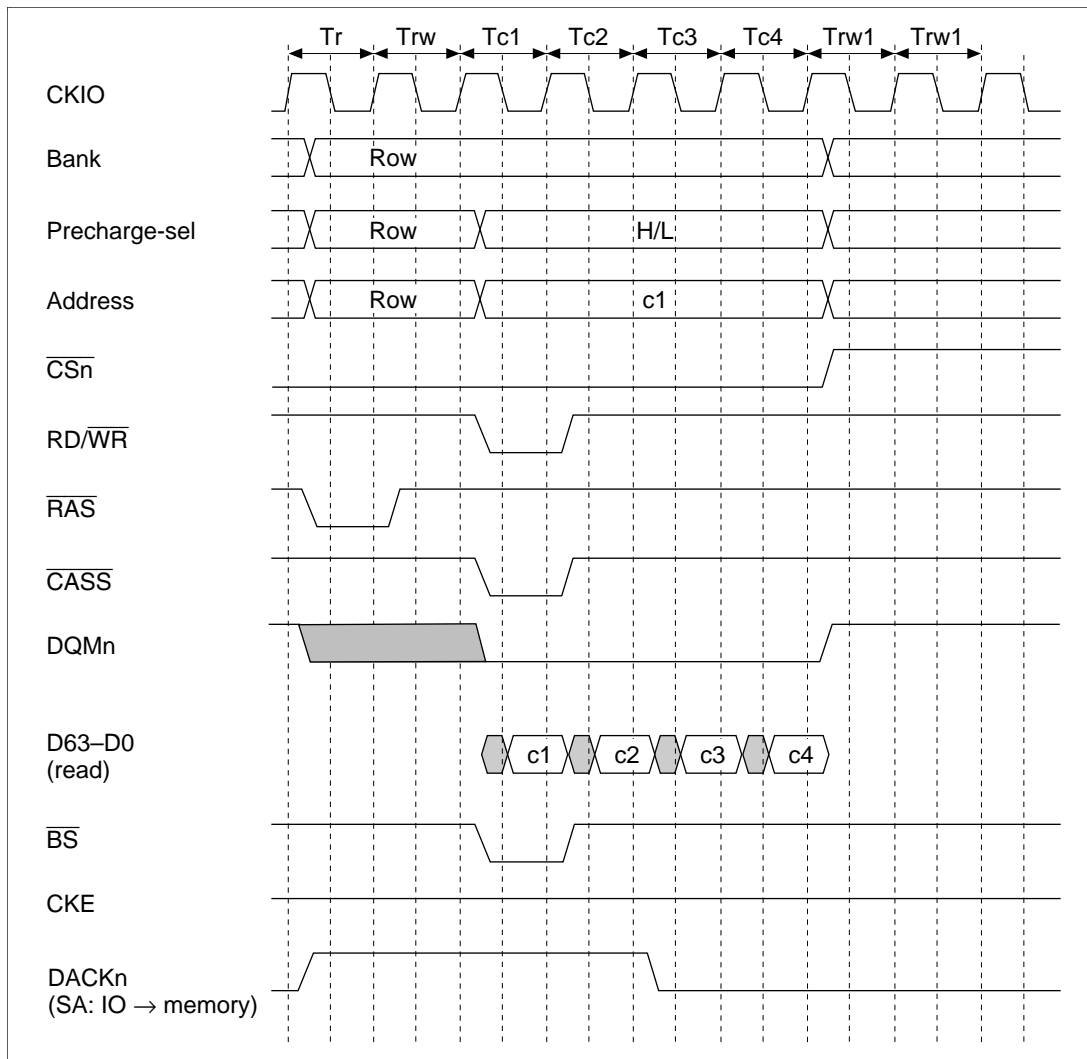 Tr Trw Tc1 Tc2 Tc3 Tc4 Trw1 Trw1
CKIO
Bank Row
Precharge-sel Row H/L
Address Row c1
CSn
RD/WR
RAS
CASS
DQMn
D63–D0
(read)
c1 c2 c3 c4
BS
CKE
DACKn
(SA: IO → memory)